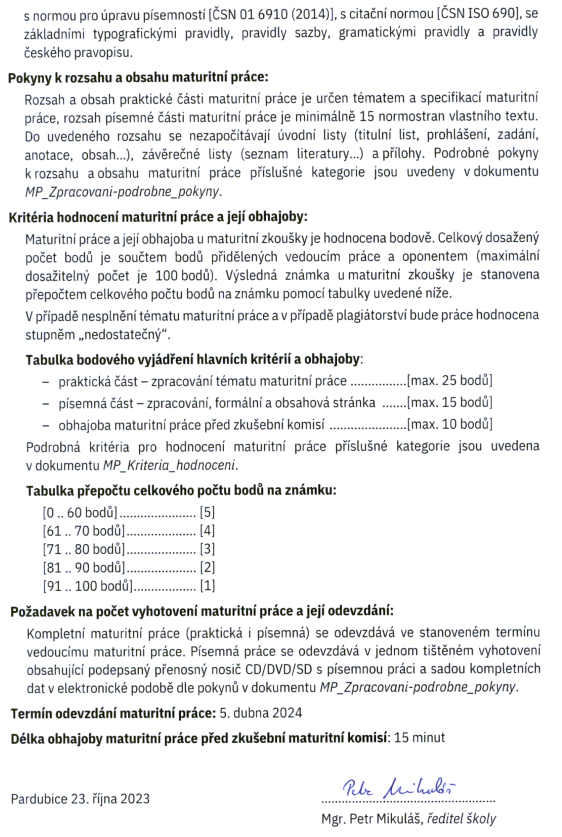 s normou pro úpravu písemností [ČSN 01 6910 (2014)], s citační normou [ČSN ISO 690], se
základními typografickými pravidly, pravidly sazby, gramatickými pravidly a pravidly
českého pravopisu.
Pokyny k rozsahu a obsahu maturitní práce:
Rozsah a obsah praktické části maturitní práce je určen tématem a specifikací maturitní
práce, rozsah písemné části maturitní práce je minimálně 15 normostran vlastního textu.
Do uvedeného rozsahu se nezapočítávají úvodní listy (titulní list, prohlášení, zadání,
anotace, obsah...), závěrečné listy (seznam literatury...) a přílohy. Podrobné pokyny
k rozsahu a obsahu maturitní práce příslušné kategorie jsou uvedeny v dokumentu
MP_Zpracovani-podrobne_pokyny.
Kritéria hodnocení maturitní práce a její obhajoby:
Maturitní práce a její obhajoba u maturitní zkoušky je hodnocena bodově. Celkový dosažený
počet bodů je součtem bodů přidělených vedoucím práce a oponentem (maximální
dosažitelný počet je 100 bodů). Výsledná známka u maturitní zkoušky je stanovena
přepočtem celkového počtu bodů na známku pomocí tabulky uvedené níže.
V případě nesplnění tématu maturitní práce a v případě plagiátorství bude práce hodnocena
stupněm „nedostatečný“.
Tabulka bodového vyjádření hlavních kritérií a obhajoby:
– praktická část – zpracování tématu maturitní práce ..............[max. 25 bodů]
– písemná část – zpracování, formální a obsahová stránka ......[max. 15 bodů]
– obhajoba maturitní práce před zkušební komisí ...................[max. 10 bodů]
Podrobná kritéria pro hodnocení maturitní práce příslušné kategorie jsou uvedena
v dokumentu MP_Kriteria_hodnoceni.
Tabulka přepočtu celkového počtu bodů na známku:
[0 .. 60 bodů]..................... [5]
[61 .. 70 bodů]................... [4]
[71 .. 80 bodů]................... [3]
[81 .. 90 bodů]................... [2]
[91 .. 100 bodů]................. [1]
Požadavek na počet vyhotovení maturitní práce a její odevzdání:
Kompletní maturitní práce (praktická i písemná) se odevzdává ve stanoveném termínu
vedoucímu maturitní práce. Písemná práce se odevzdává v jednom tištěném vyhotovení
obsahující podepsaný přenosný nosič CD/DVD/SD s písemnou práci a sadou kompletních
dat v elektronické podobě dle pokynů v dokumentu MP_Zpracovani-podrobne_pokyny.
Termín odevzdání maturitní práce: 5. dubna 2024
Délka obhajoby maturitní práce před zkušební maturitní komisí: 15 minut
Petr Mikuláš
Pardubice 23. října 2023
Mgr. Petr Mikuláš, ředitel školy